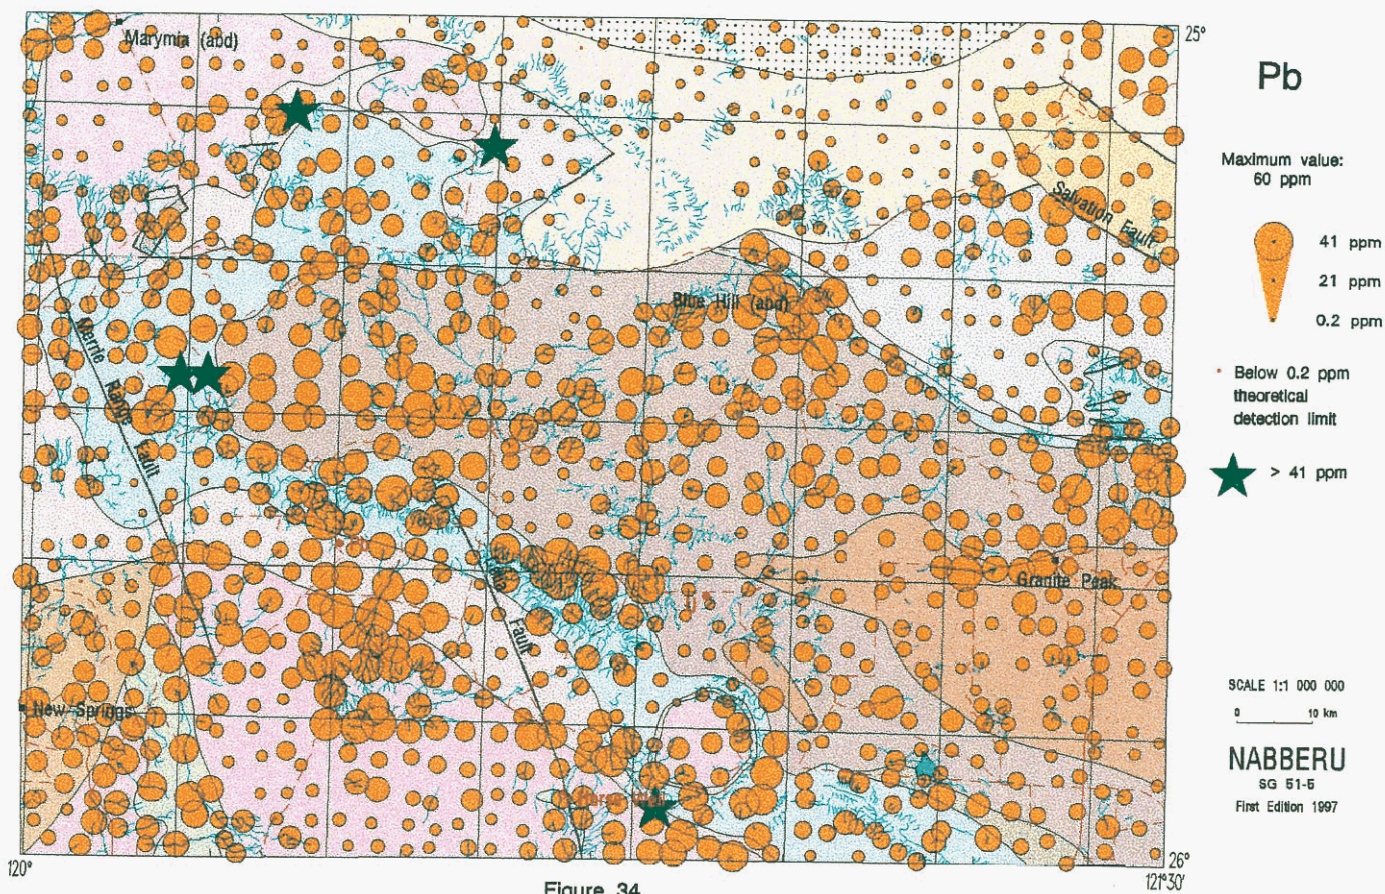 25°
Marymia (abd)
Pb
Maximum value:
60 ppm
Salvation Fault
41 ppm
21 ppm
0.2 ppm
Blue Hill (abd)
Merrie Range Fault
Below 0.2 ppm
theoretical
detection limit
> 41 ppm
Granite Peak
Fault
New Springs
SCALE 1:1 000 000
0 10 km
NABBERU
SG 51-5
First Edition 1997
120°
26°
121°30'
Figure 34